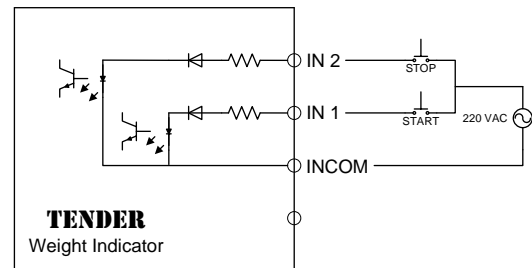 IN 2
STOP
IN 1
START
220 VAC
INCOM
TENDER
Weight Indicator